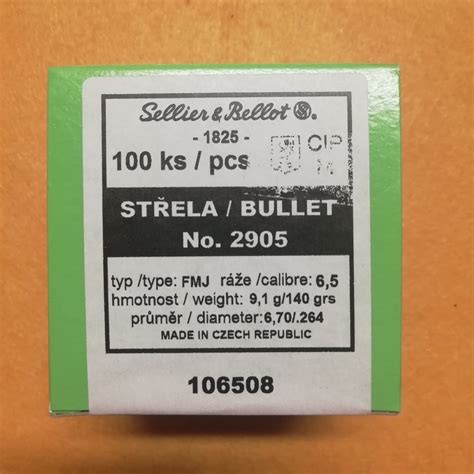 Sellier & Bellot S&B.
- 1825 -
100 ks / pcs CIP
STŘELA / BULLET
No. 2905
typ /type: FMJ ráže /calibre: 6,5
hmotnost / weight: 9,1 g/140 grs
průměr / diameter: 6,70/.264
MADE IN CZECH REPUBLIC
106508